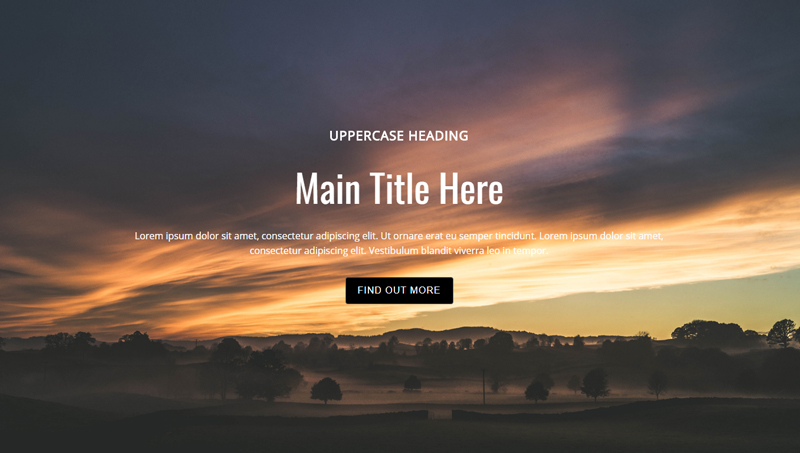 UPPERCASE HEADING
Main Title Here
Lorem ipsum dolor sit amet, consectetur adipiscing elit. Ut ornare erat eu semper tincidunt. Lorem ipsum dolor sit amet,
consectetur adipiscing elit. Vestibulum blandit viverra leo in tempor.
FIND OUT MORE